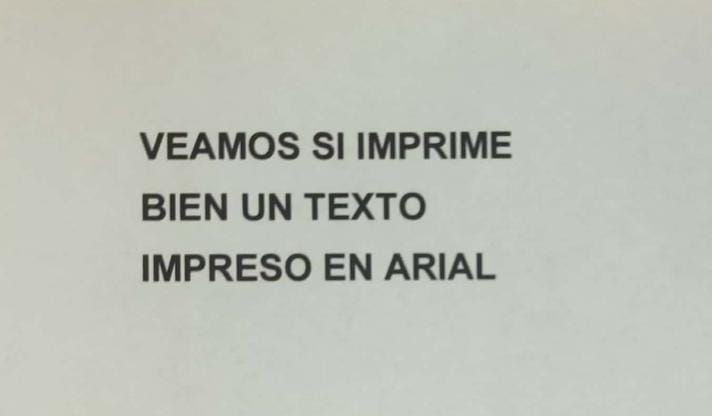 VEAMOS SI IMPRIME
BIEN UN TEXTO
IMPRESO EN ARIAL